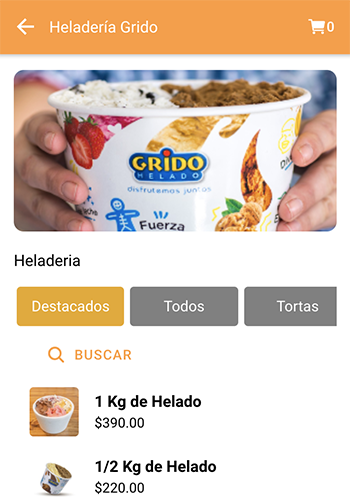 Heladería Grido
0
GRIDO
HELADO
disfrutemos juntos
Fuerza
Heladeria
Destacados
Todos
Tortas
BUSCAR
1 Kg de Helado
$390.00
1/2 Kg de Helado
$220.00